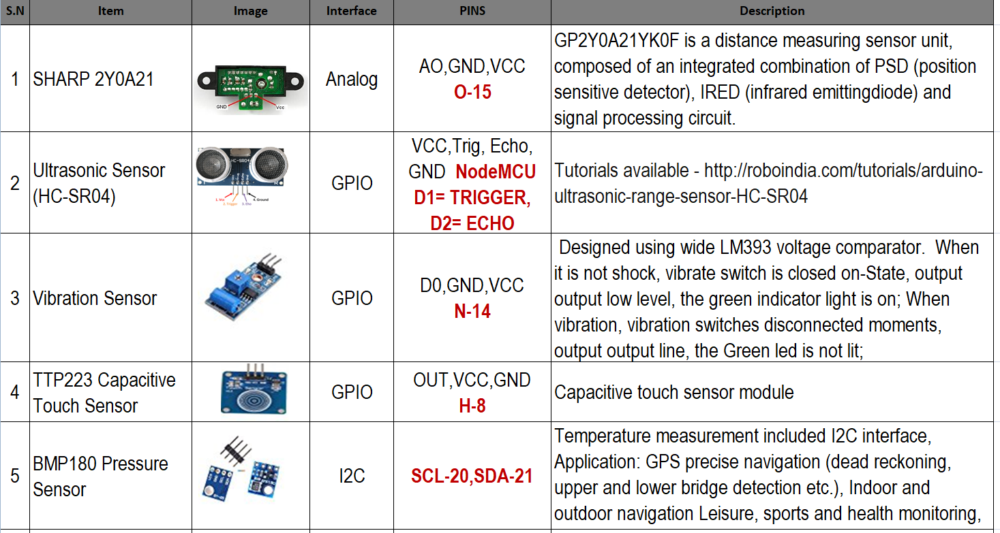 S.N Item Image Interface PINS Description
1 SHARP 2Y0A21
GND Vcc
Analog
AO,GND,VCC
O-15
GP2Y0A21YK0F is a distance measuring sensor unit,
composed of an integrated combination of PSD (position
sensitive detector), IRED (infrared emittingdiode) and
signal processing circuit.
2 Ultrasonic Sensor
(HC-SR04)
HC-SR04
1. Vcc 2. Trigger 3. Echo 4. Ground
GPIO
VCC,Trig, Echo,
GND NodeMCU
D1= TRIGGER,
D2= ECHO
Tutorials available - http://roboindia.com/tutorials/arduino-
ultrasonic-range-sensor-HC-SR04
3 Vibration Sensor
GPIO
D0,GND,VCC
N-14
Designed using wide LM393 voltage comparator. When
it is not shock, vibrate switch is closed on-State, output
output low level, the green indicator light is on; When
vibration, vibration switches disconnected moments,
output output line, the Green led is not lit;
4 TTP223 Capacitive
Touch Sensor
GPIO
OUT,VCC,GND
H-8
Capacitive touch sensor module
5 BMP180 Pressure
Sensor
I2C
SCL-20,SDA-21
Temperature measurement included I2C interface,
Application: GPS precise navigation (dead reckoning,
upper and lower bridge detection etc.), Indoor and
outdoor navigation Leisure, sports and health monitoring,